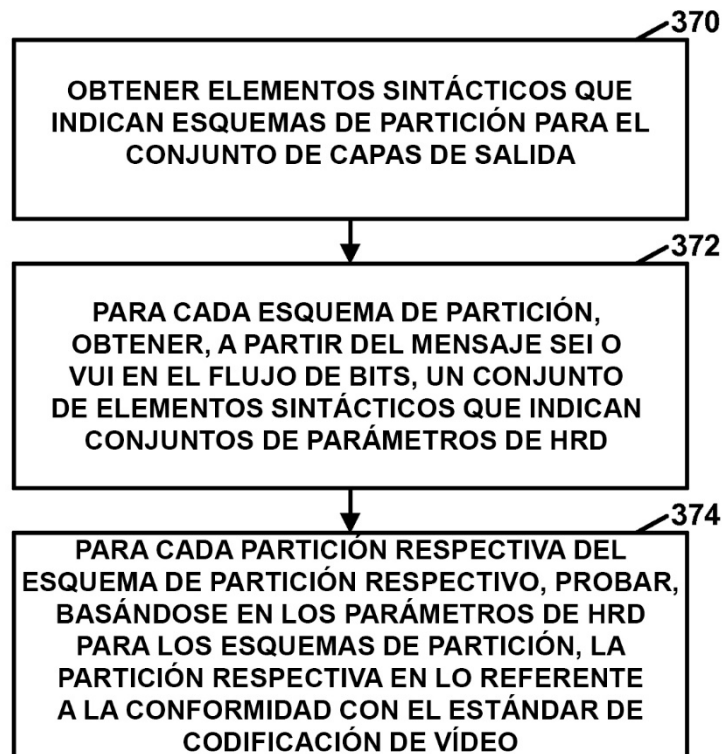 370
OBTENER ELEMENTOS SINTÁCTICOS QUE
INDICAN ESQUEMAS DE PARTICIÓN PARA EL
CONJUNTO DE CAPAS DE SALIDA
372
PARA CADA ESQUEMA DE PARTICIÓN,
OBTENER, A PARTIR DEL MENSAJE SEI O
VUI EN EL FLUJO DE BITS, UN CONJUNTO
DE ELEMENTOS SINTÁCTICOS QUE INDICAN
CONJUNTOS DE PARÁMETROS DE HRD
374
PARA CADA PARTICIÓN RESPECTIVA DEL
ESQUEMA DE PARTICIÓN RESPECTIVO, PROBAR,
BASÁNDOSE EN LOS PARÁMETROS DE HRD
PARA LOS ESQUEMAS DE PARTICIÓN, LA
PARTICIÓN RESPECTIVA EN LO REFERENTE
A LA CONFORMIDAD CON EL ESTÁNDAR DE
CODIFICACIÓN DE VÍDEO